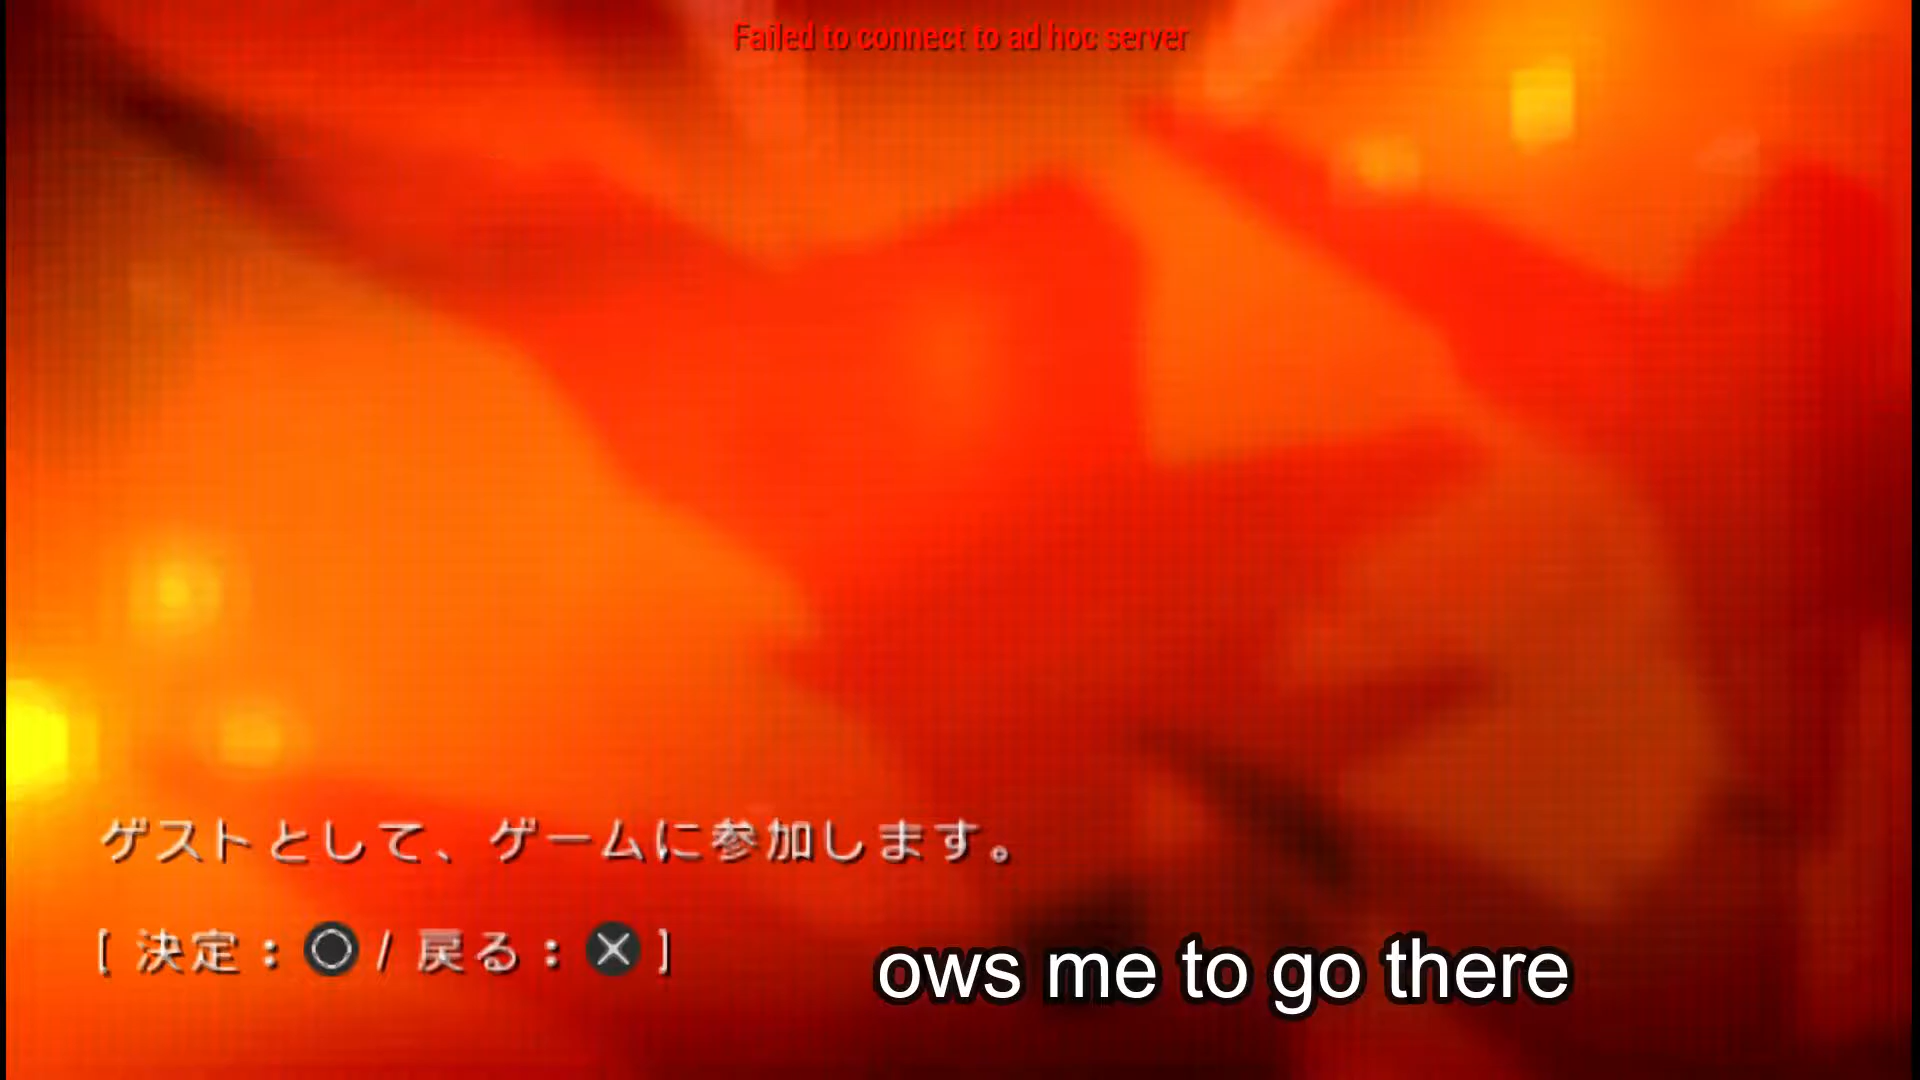 Failed to connect to ad hoc server
ゲストとして、ゲームに参加します。
[ 決定：◯ / 戻る：✕ ]
ows me to go there